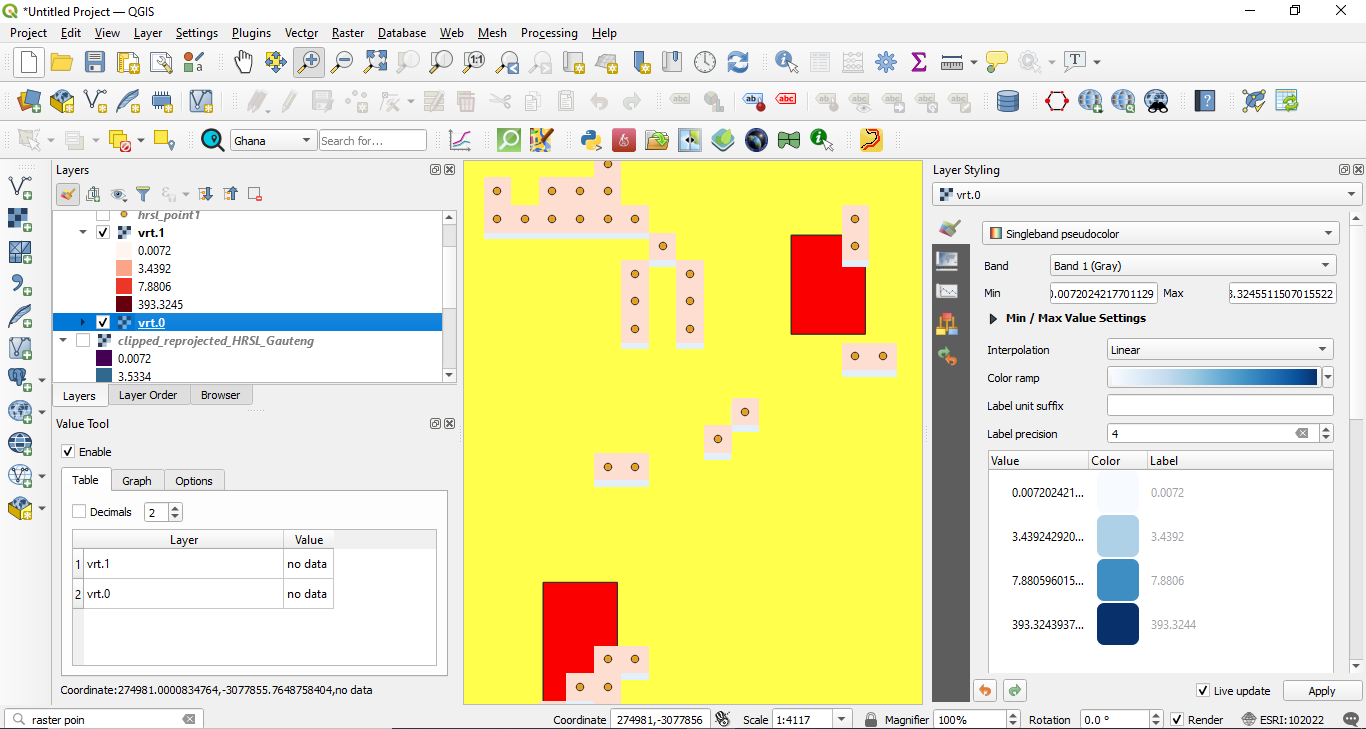 *Untitled Project — QGIS
Project Edit View Layer Settings Plugins Vector Raster Database Web Mesh Processing Help
Ghana Search for...
Layers
hrsl_point1
vrt.1
0.0072
3.4392
7.8806
393.3245
vrt.0
clipped_reprojected_HRSL_Gauteng
0.0072
3.5334
Layers Layer Order Browser
Value Tool
Enable
Table Graph Options
Decimals 2
Layer Value
1 vrt.1 no data
2 vrt.0 no data
Coordinate:274981.0000834764,-3077855.7648758404,no data
Layer Styling
vrt.0
Singleband pseudocolor
Band Band 1 (Gray)
Min 0.0072024217701129 Max 3.3245511507015522
Min / Max Value Settings
Interpolation Linear
Color ramp
Label unit suffix
Label precision 4
Value Color Label
0.007202421... 0.0072
3.439242920... 3.4392
7.880596015... 7.8806
393.3243937... 393.3244
Live update Apply
raster poin Coordinate 274981,-3077856 Scale 1:4117 Magnifier 100% Rotation 0.0 ° Render ESRI:102022